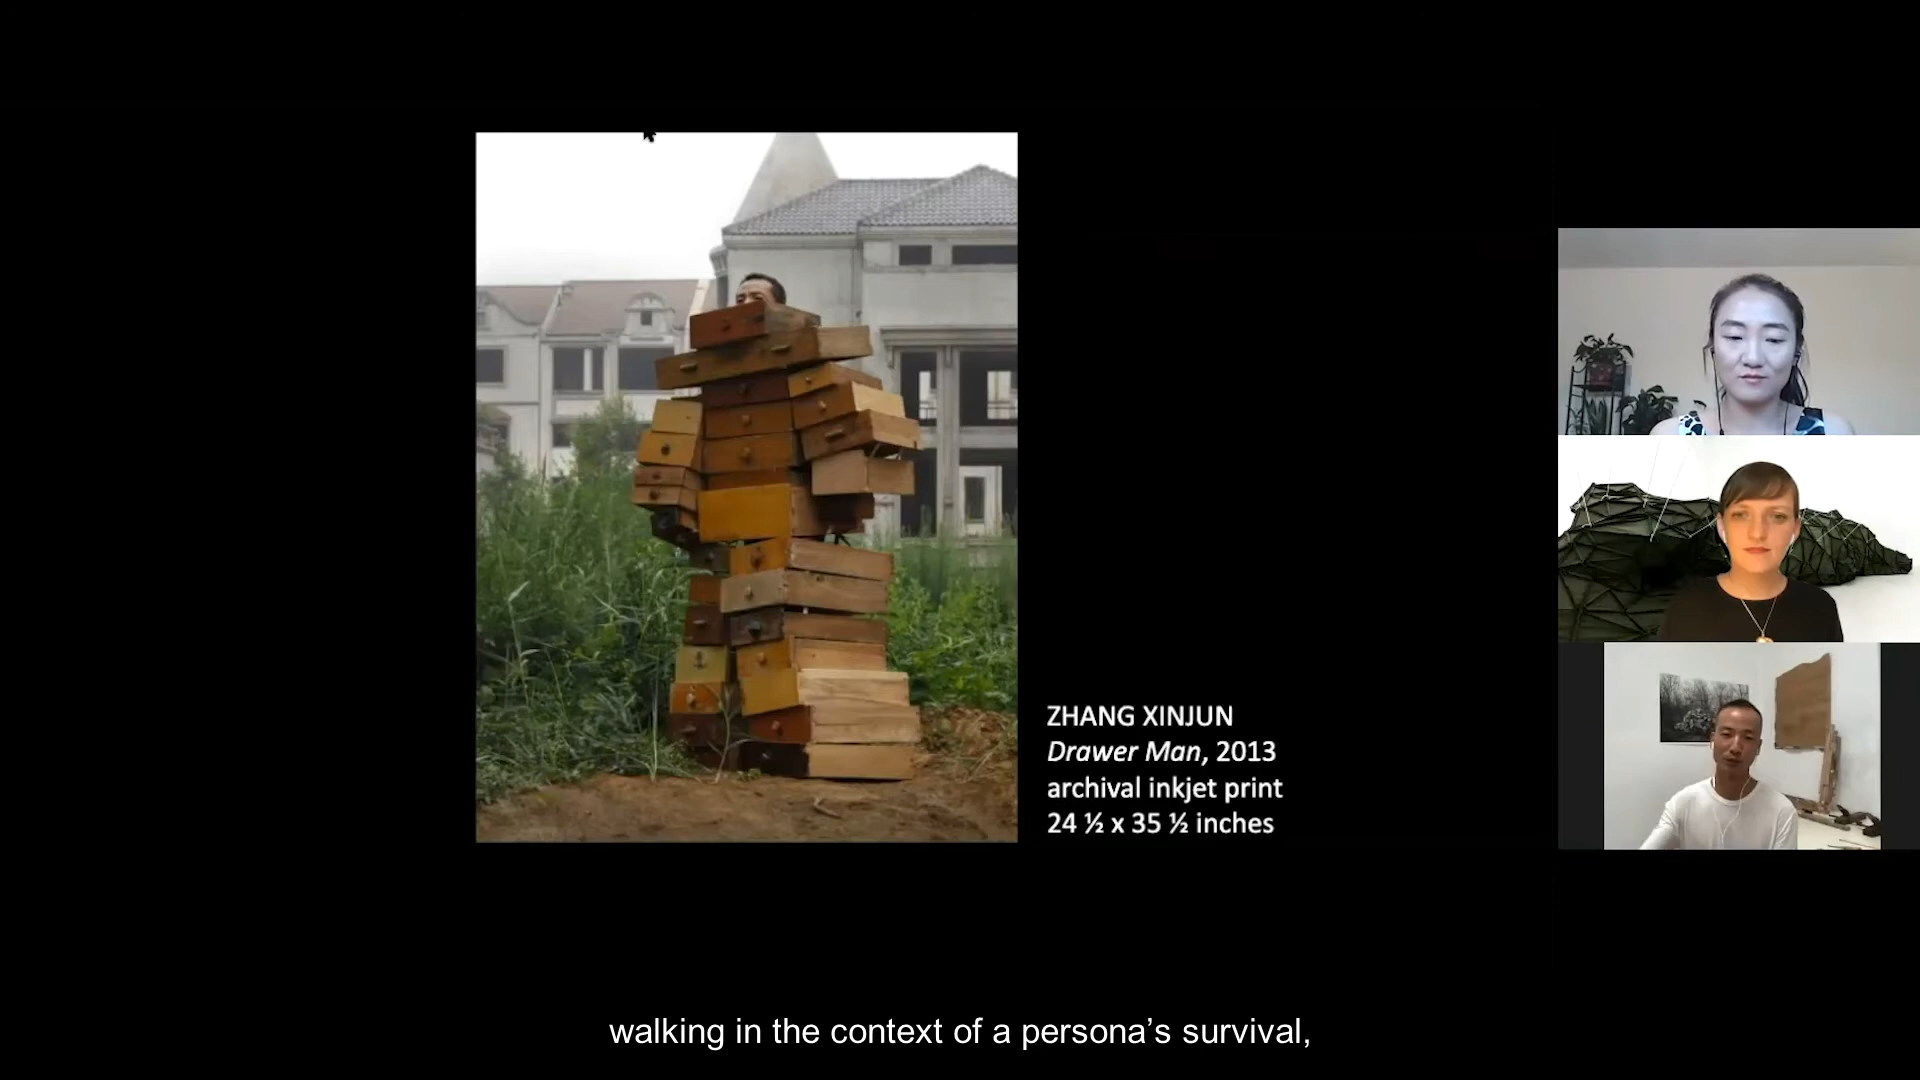 ZHANG XINJUN
Drawer Man, 2013
archival inkjet print
24 ½ x 35 ½ inches
walking in the context of a persona’s survival,